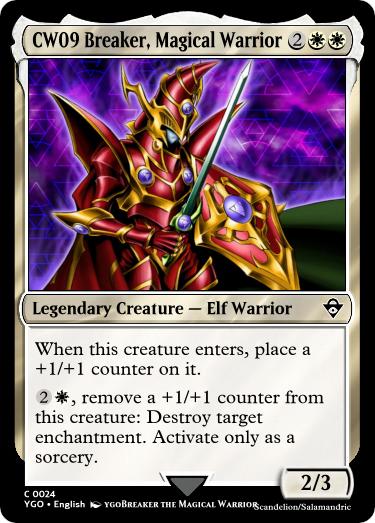 CW09 Breaker, Magical Warrior 2
Legendary Creature — Elf Warrior
When this creature enters, place a
+1/+1 counter on it.
2, remove a +1/+1 counter from
this creature: Destroy target
enchantment. Activate only as a
sorcery.
2/3
C 0024
YGO • English ygoBreaker the Magical Warrior
Scandelion/Salamandric